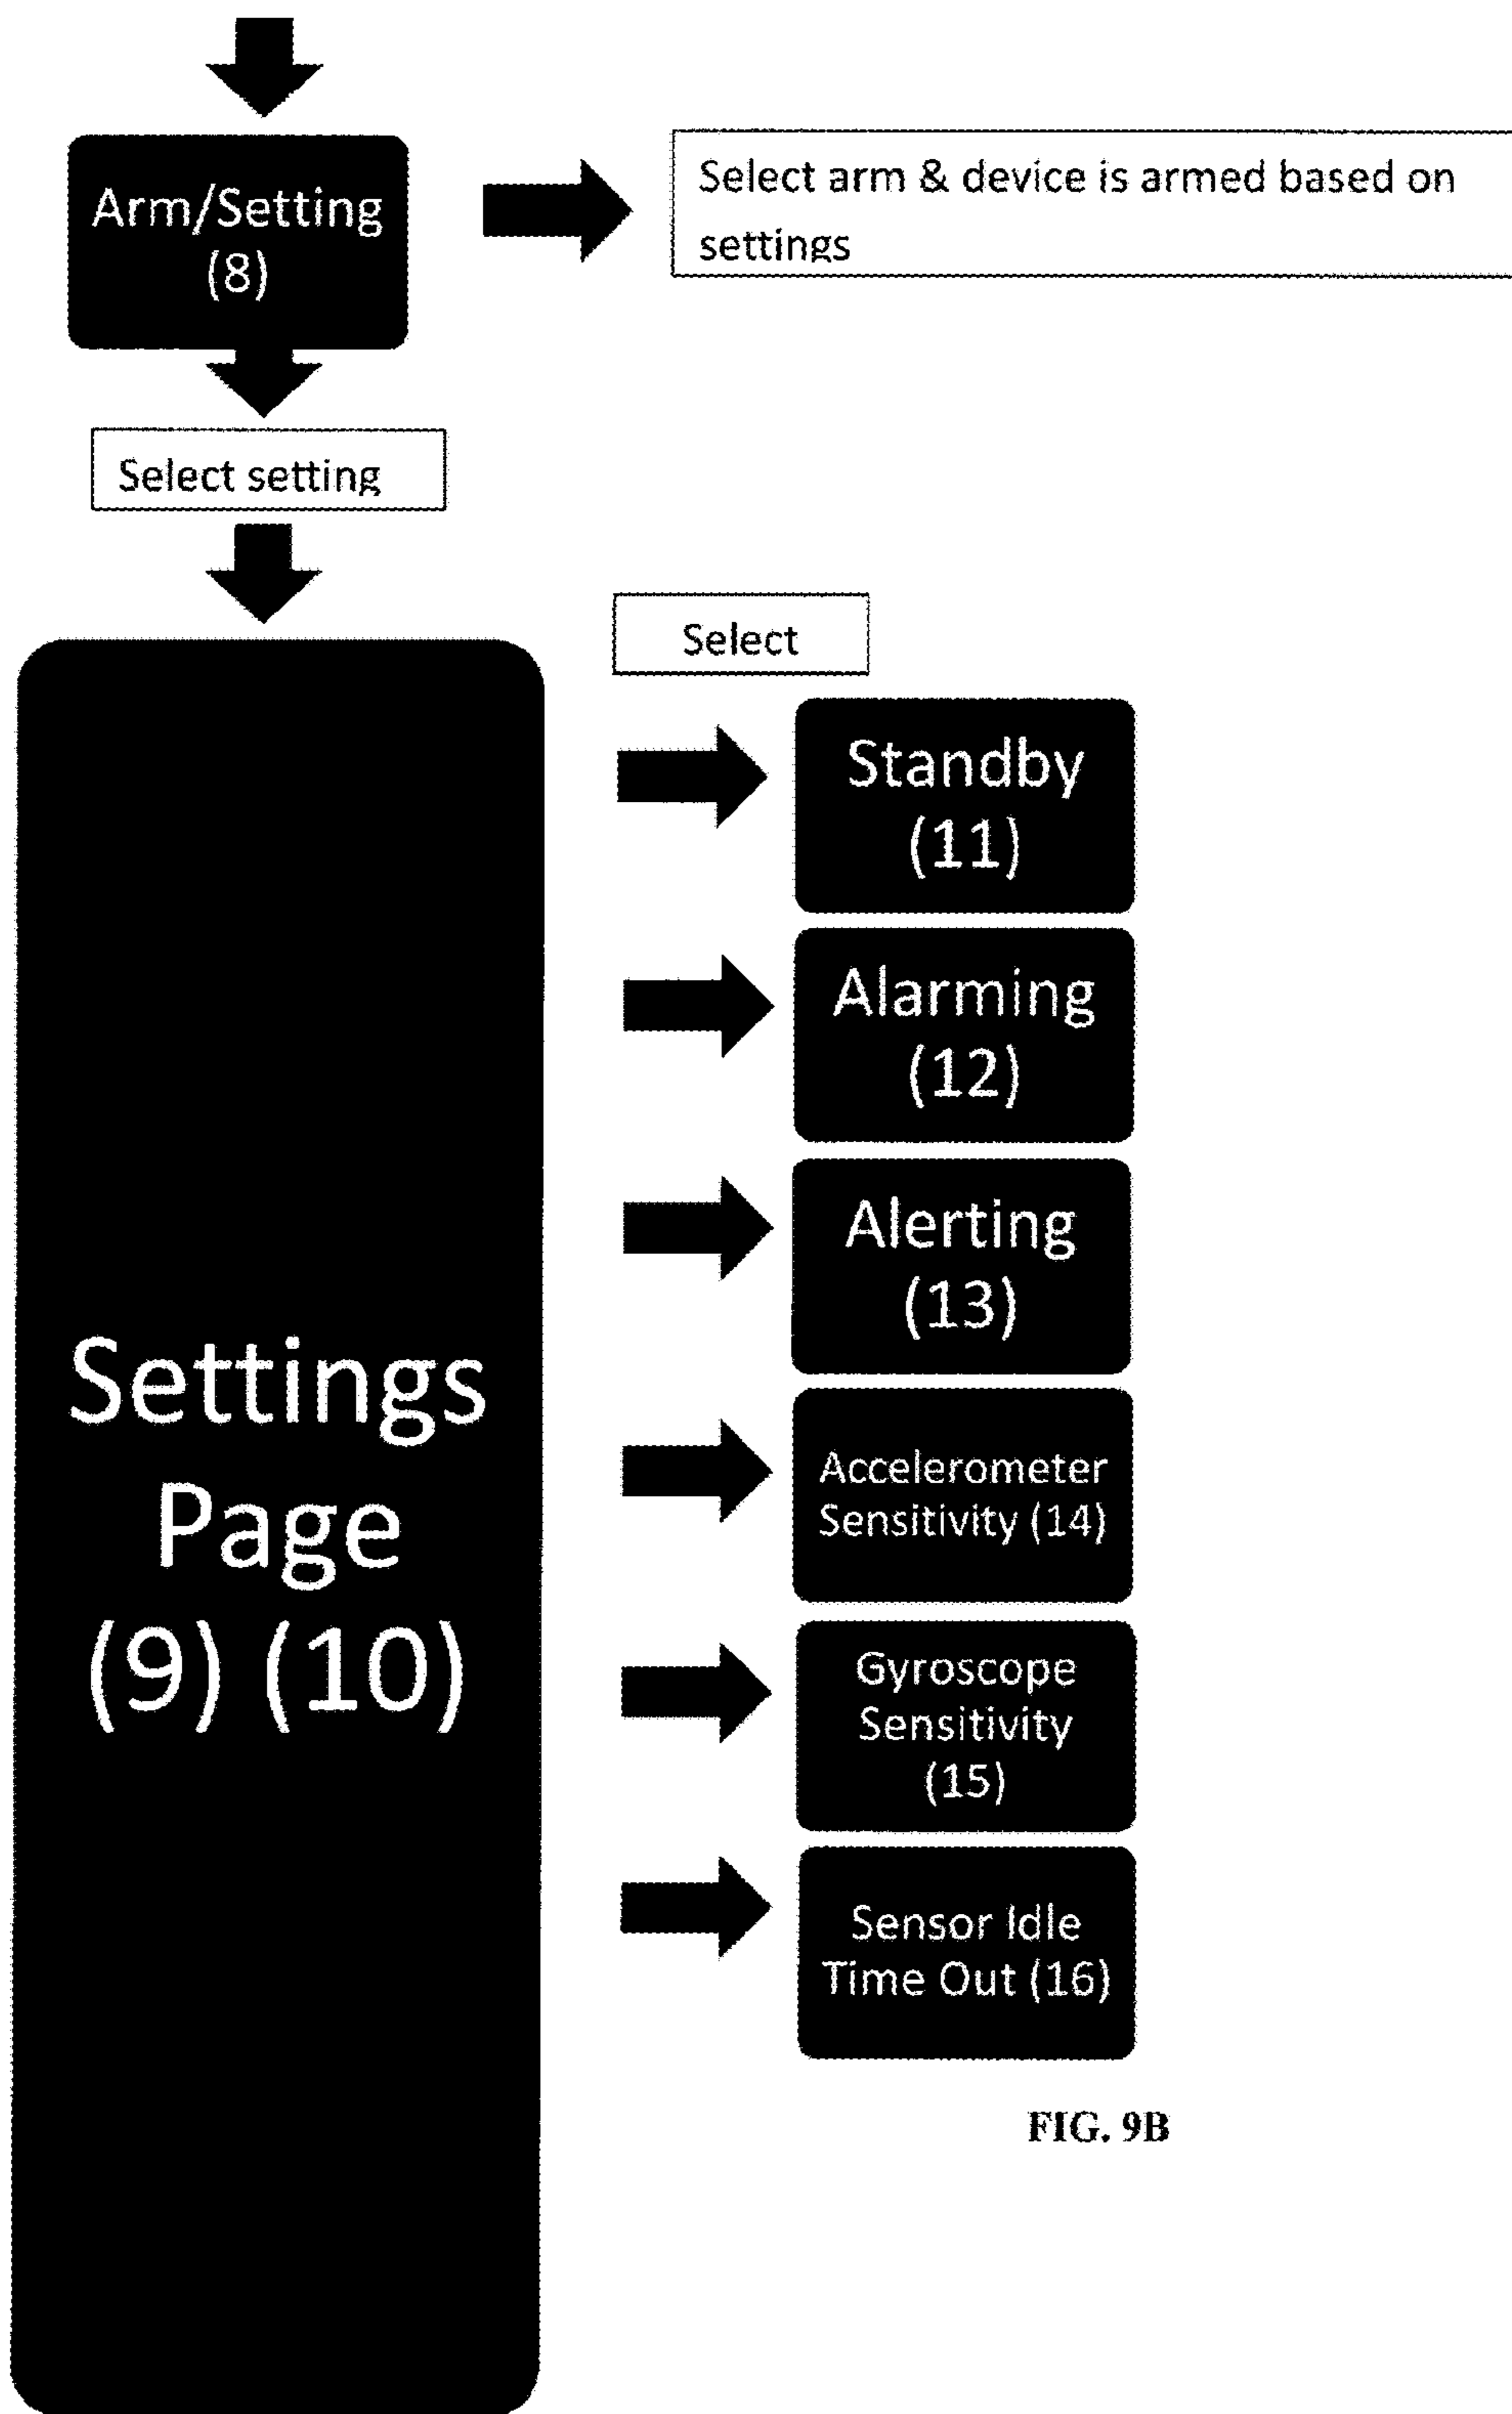 Arm/Setting
(8)
Select arm & device is armed based on
settings
Select setting
Select
Settings
Page
(9) (10)
Standby
(11)
Alarming
(12)
Alerting
(13)
Accelerometer
Sensitivity (14)
Gyroscope
Sensitivity
(15)
Sensor Idle
Time Out (16)
FIG. 9B